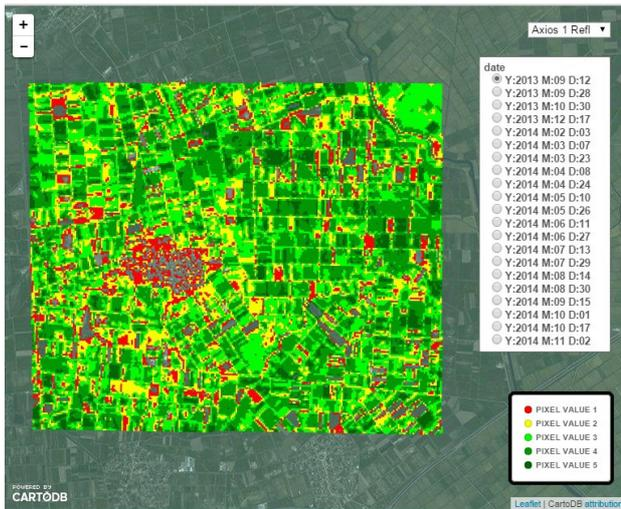 +
−
Axios 1 Refl ▼
date
Y:2013 M:09 D:12
Y:2013 M:09 D:28
Y:2013 M:10 D:30
Y:2013 M:12 D:17
Y:2014 M:02 D:03
Y:2014 M:03 D:07
Y:2014 M:03 D:23
Y:2014 M:04 D:08
Y:2014 M:04 D:24
Y:2014 M:05 D:10
Y:2014 M:05 D:26
Y:2014 M:06 D:11
Y:2014 M:06 D:27
Y:2014 M:07 D:13
Y:2014 M:07 D:29
Y:2014 M:08 D:14
Y:2014 M:08 D:30
Y:2014 M:09 D:15
Y:2014 M:10 D:01
Y:2014 M:10 D:17
Y:2014 M:11 D:02
PIXEL VALUE 1
PIXEL VALUE 2
PIXEL VALUE 3
PIXEL VALUE 4
PIXEL VALUE 5
POWERED BY
CARTODB
Leaflet | CartoDB attribution